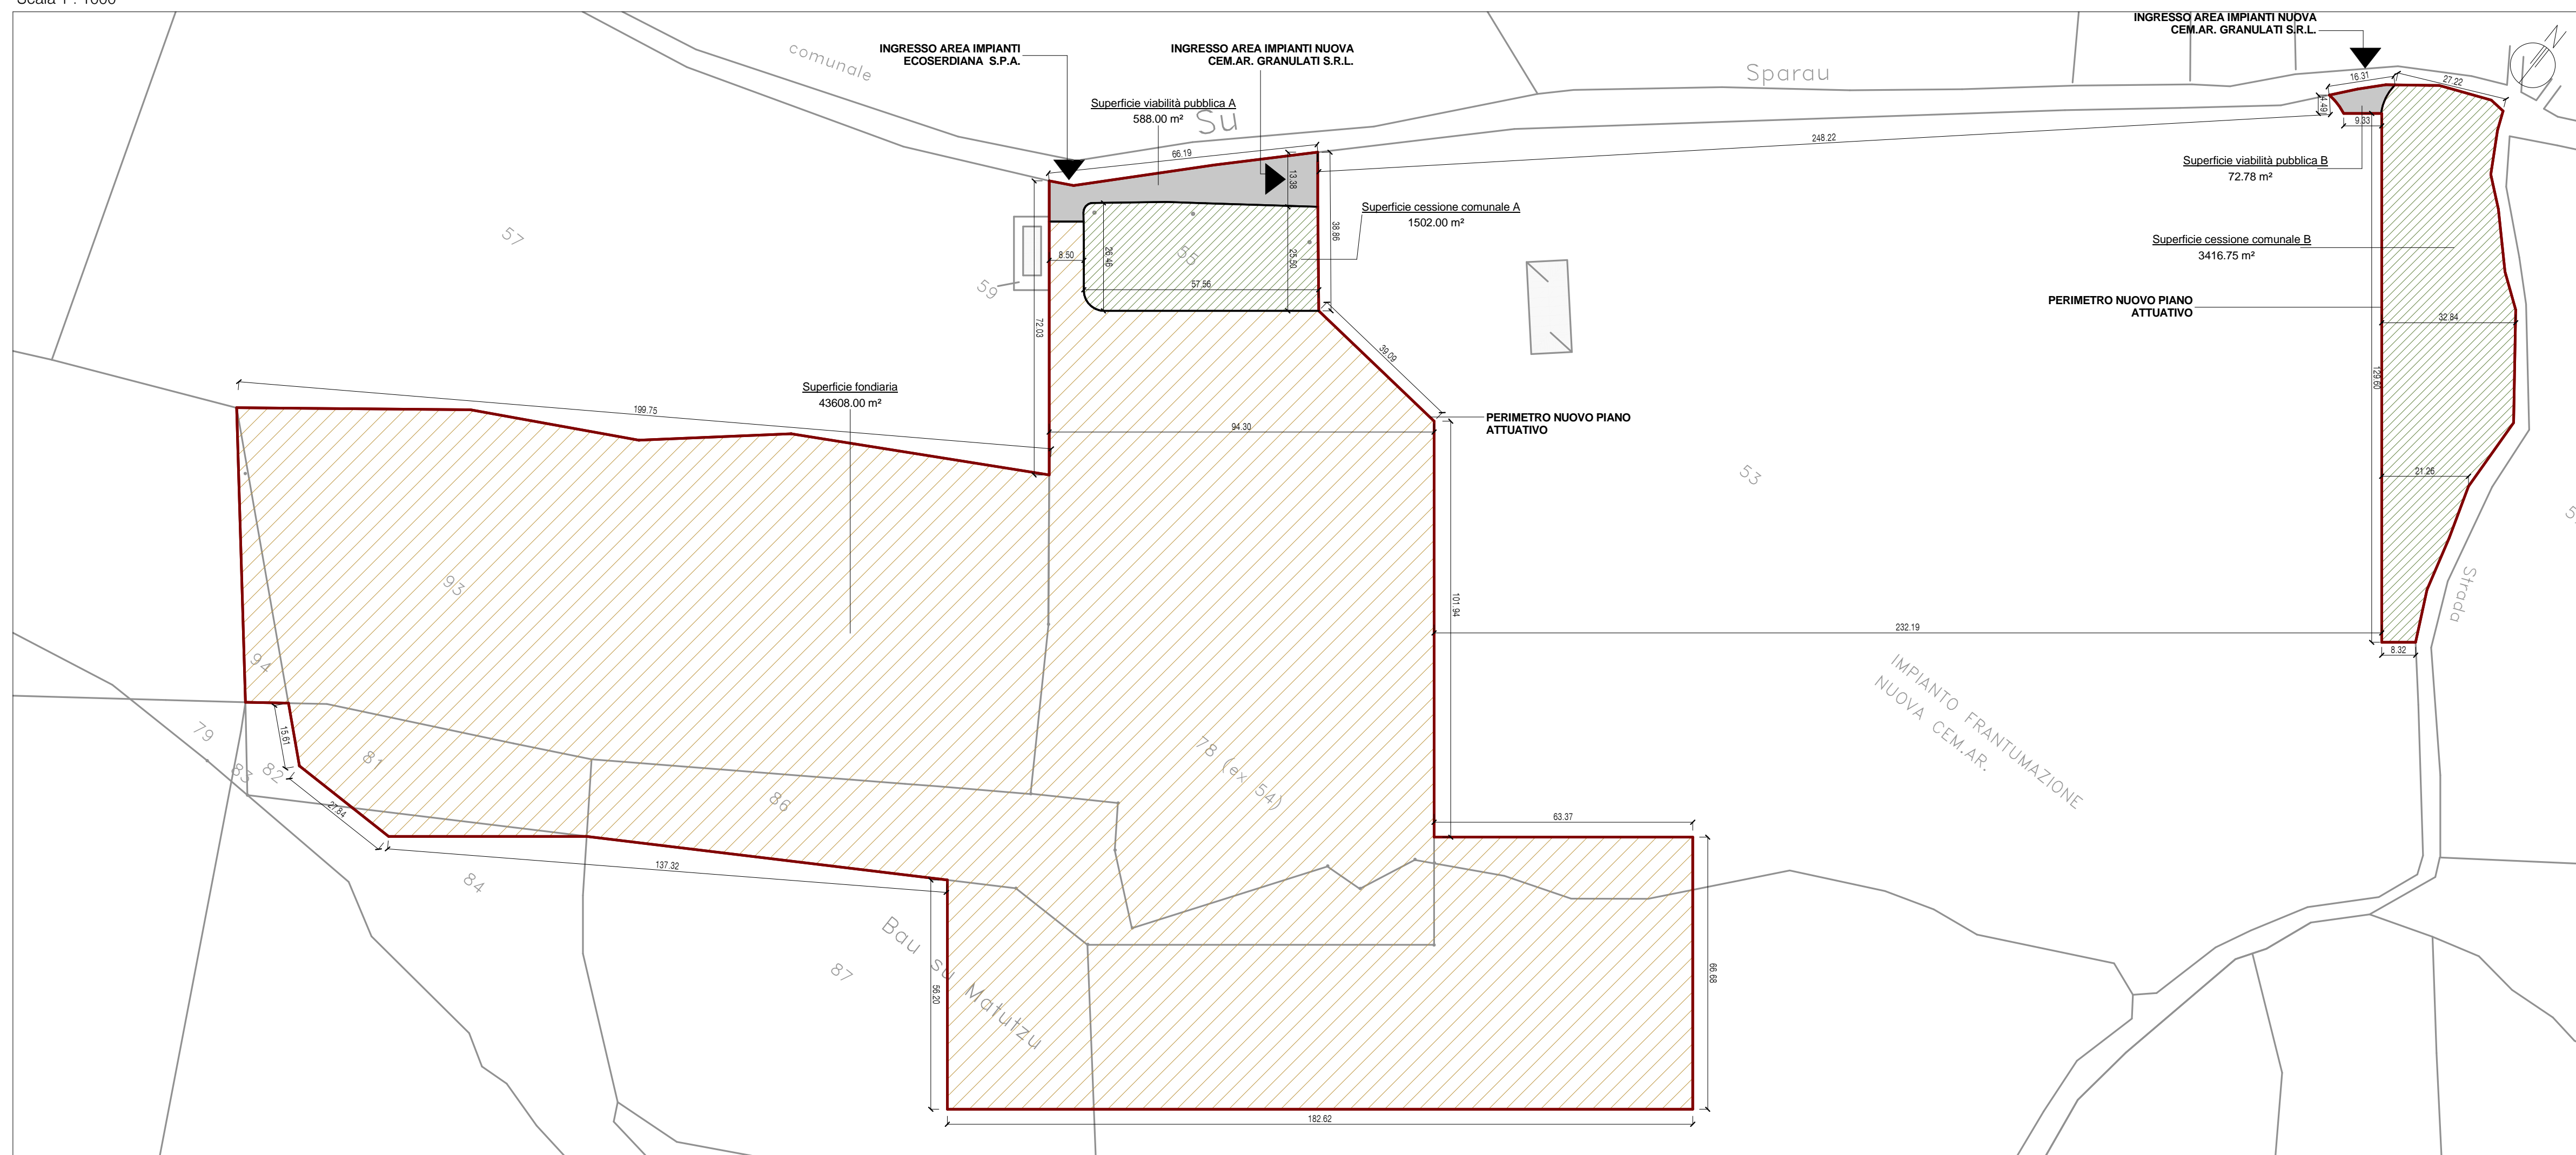 Scala 1 : 1000
INGRESSO AREA IMPIANTI
ECOSERDIANA S.P.A.
INGRESSO AREA IMPIANTI NUOVA
CEM.AR. GRANULATI S.R.L.
INGRESSO AREA IMPIANTI NUOVA
CEM.AR. GRANULATI S.R.L.
N
comunale
Su
Sparau
Superficie viabilità pubblica A
588.00 m²
66.19
13.38
38.86
248.22
16.31
27.22
4.49
9.33
Superficie viabilità pubblica B
72.78 m²
Superficie cessione comunale A
1502.00 m²
Superficie cessione comunale B
3416.75 m²
57
59
55
8.50
26.46
25.50
57.56
72.03
39.09
PERIMETRO NUOVO PIANO
ATTUATIVO
32.84
129.60
Superficie fondiaria
43608.00 m²
199.75
94.30
PERIMETRO NUOVO PIANO
ATTUATIVO
53
21.26
93
101.94
232.19
8.32
Strada
94
79
83
82
81
15.61
27.84
86
78 (ex 54)
IMPIANTO FRANTUMAZIONE
NUOVA CEM.AR.
63.37
137.32
84
87
Bau su Matutzu
56.20
66.68
182.62